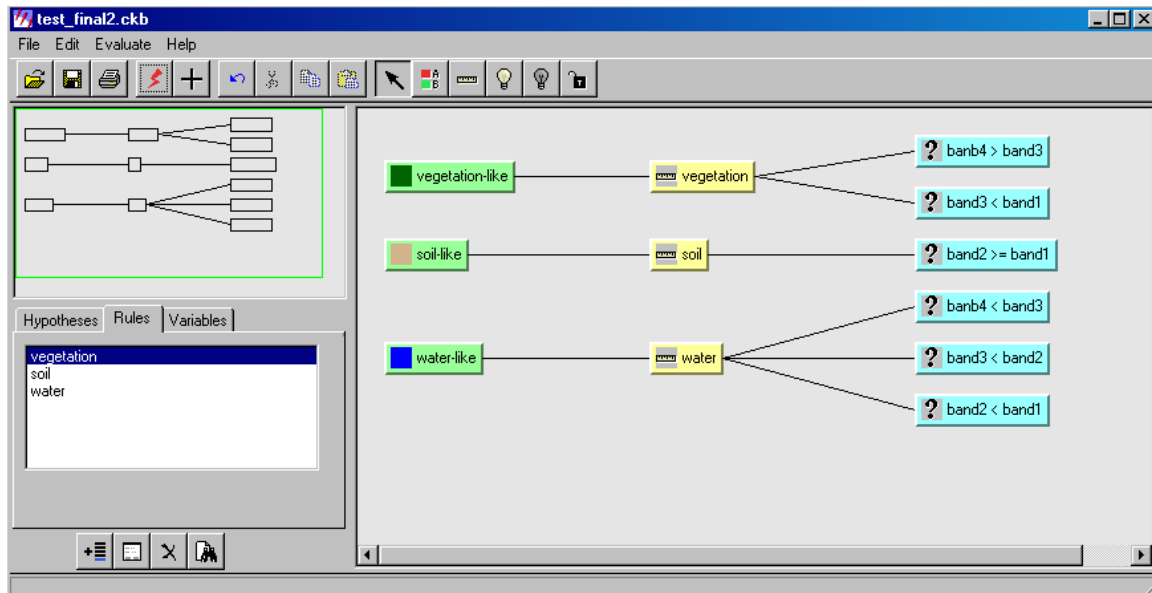 test_final2.ckb
File Edit Evaluate Help
A
B
Hypotheses Rules Variables
vegetation
soil
water
vegetation-like
vegetation
? banb4 > band3
? band3 < band1
soil-like
soil
? band2 >= band1
water-like
water
? banb4 < band3
? band3 < band2
? band2 < band1